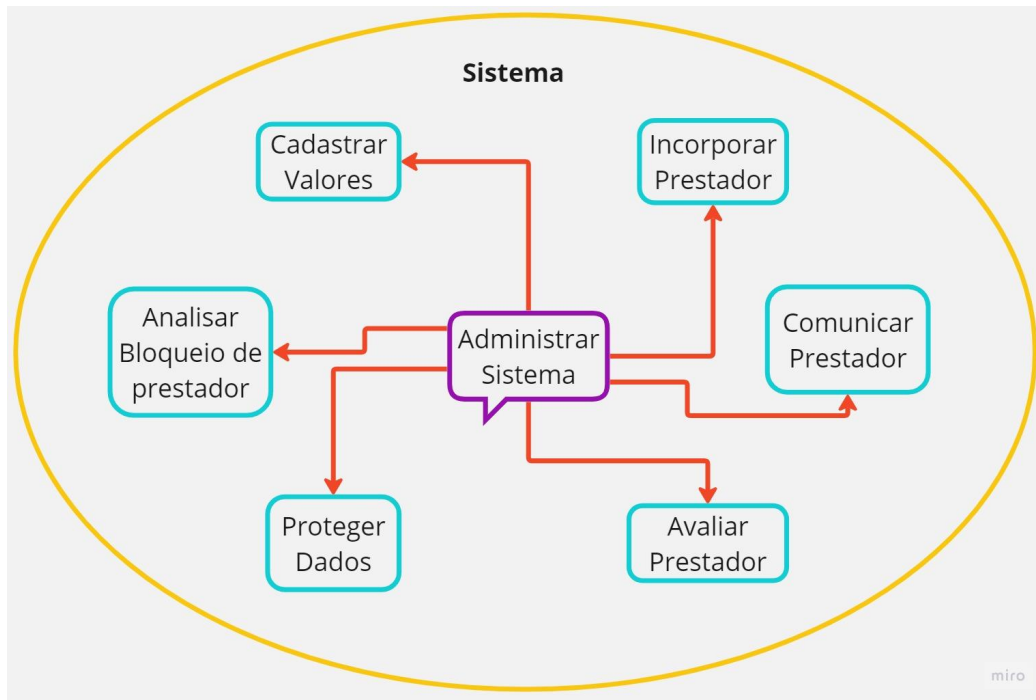 Sistema
Cadastrar
Valores
Incorporar
Prestador
Analisar
Bloqueio de
prestador
Administrar
Sistema
Comunicar
Prestador
Proteger
Dados
Avaliar
Prestador
miro